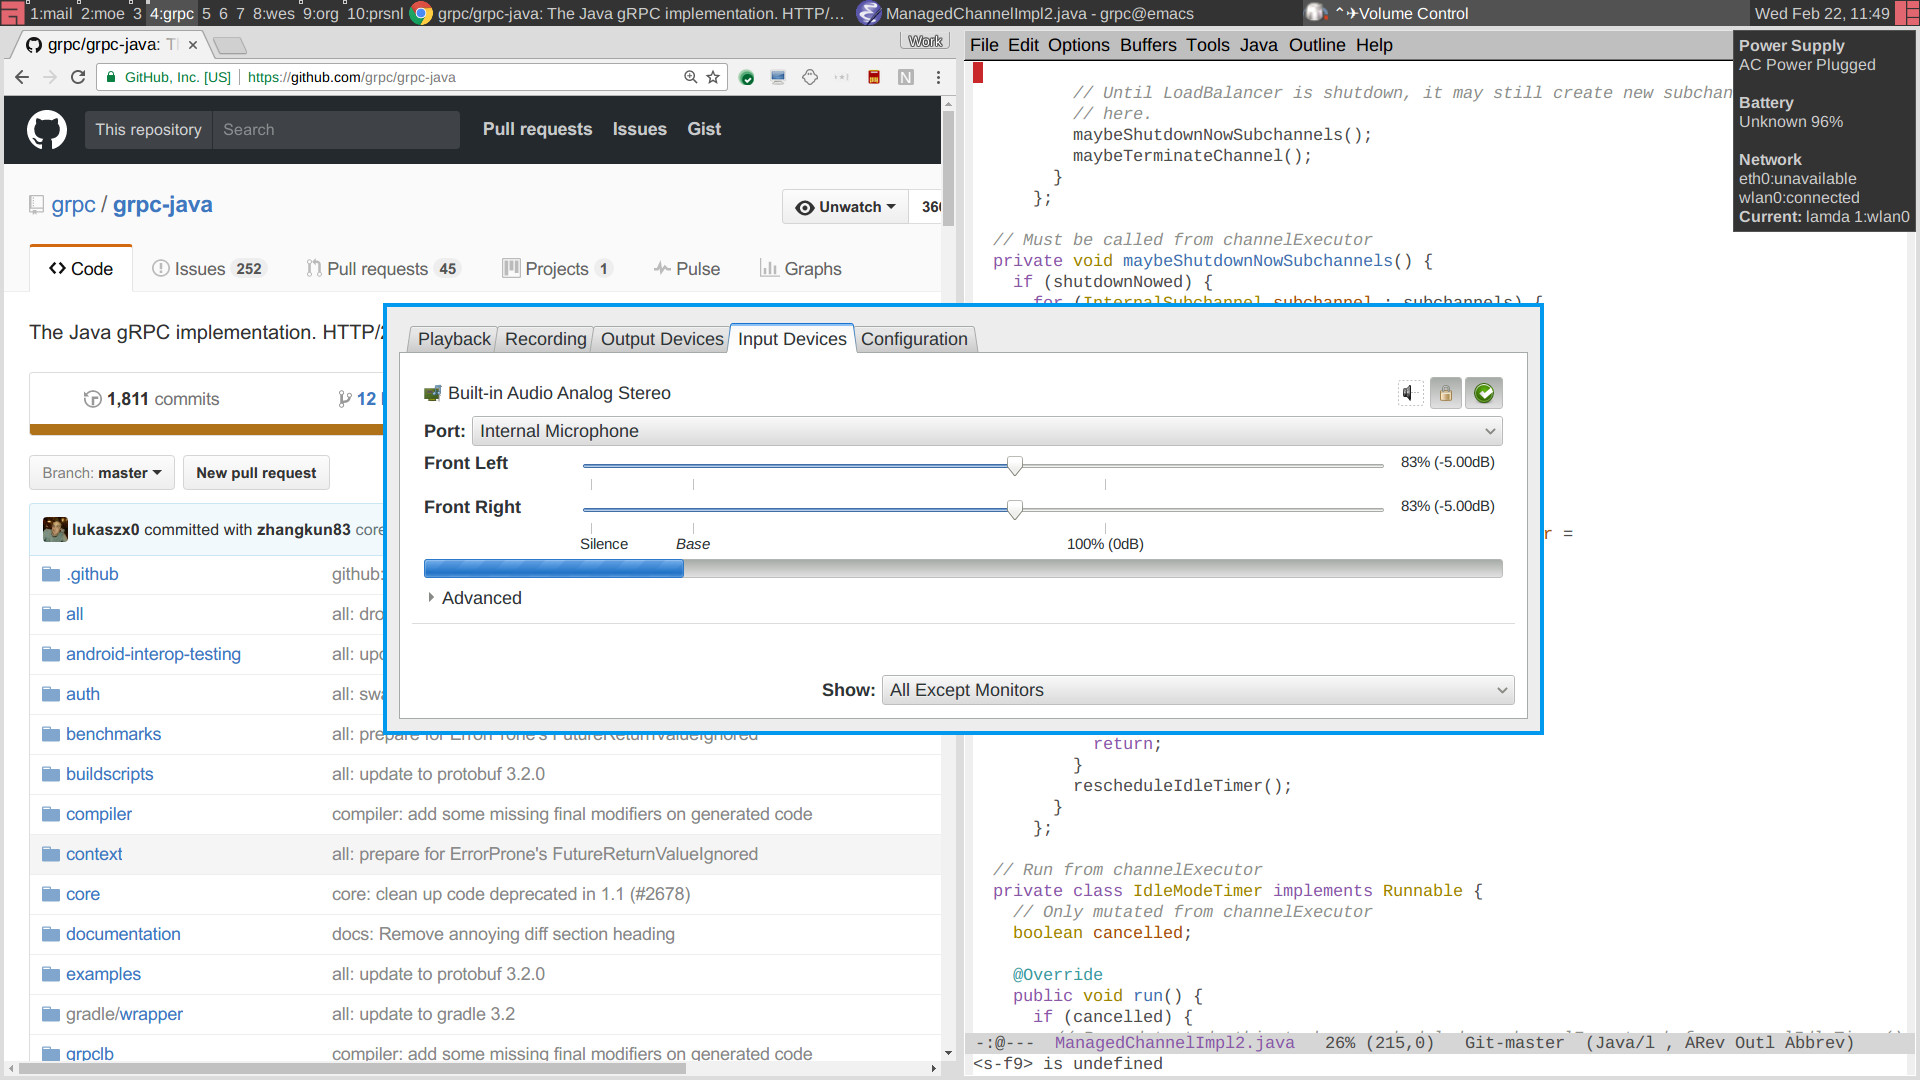 1:mail 2:moe 3 4:grpc 5 6 7 8:wes 9:org 10:prsnl grpc/grpc-java: The Java gRPC implementation. HTTP/... ManagedChannelImpl2.java - grpc@emacs ⌃✈Volume Control Wed Feb 22, 11:49
grpc/grpc-java: Th
Work
GitHub, Inc. [US] https://github.com/grpc/grpc-java
This repository Search Pull requests Issues Gist
grpc / grpc-java
Unwatch 36
Code Issues 252 Pull requests 45 Projects 1 Pulse Graphs
The Java gRPC implementation. HTTP/2
1,811 commits 12
Branch: master New pull request
lukaszx0 committed with zhangkun83 core
.github github:
all all: dro
android-interop-testing all: upd
auth all: swa
benchmarks all: prepare for ErrorProne's FutureReturnValueIgnored
buildscripts all: update to protobuf 3.2.0
compiler compiler: add some missing final modifiers on generated code
context all: prepare for ErrorProne's FutureReturnValueIgnored
core core: clean up code deprecated in 1.1 (#2678)
documentation docs: Remove annoying diff section heading
examples all: update to protobuf 3.2.0
gradle/wrapper all: update to gradle 3.2
grpclb compiler: add some missing final modifiers on generated code
Playback Recording Output Devices Input Devices Configuration
Built-in Audio Analog Stereo
Port: Internal Microphone
Front Left 83% (-5.00dB)
Front Right 83% (-5.00dB)
Silence Base 100% (0dB)
Advanced
Show: All Except Monitors
File Edit Options Buffers Tools Java Outline Help
// Until LoadBalancer is shutdown, it may still create new subchan
// here.
maybeShutdownNowSubchannels();
maybeTerminateChannel();
}
};
// Must be called from channelExecutor
private void maybeShutdownNowSubchannels() {
if (shutdownNowed) {
for (InternalSubchannel subchannel : subchannels) {
r =
return;
}
rescheduleIdleTimer();
}
};
// Run from channelExecutor
private class IdleModeTimer implements Runnable {
// Only mutated from channelExecutor
boolean cancelled;
@Override
public void run() {
if (cancelled) {
-:@--- ManagedChannelImpl2.java 26% (215,0) Git-master (Java/l , ARev Outl Abbrev)
<s-f9> is undefined
Power Supply
AC Power Plugged
Battery
Unknown 96%
Network
eth0:unavailable
wlan0:connected
Current: lamda 1:wlan0